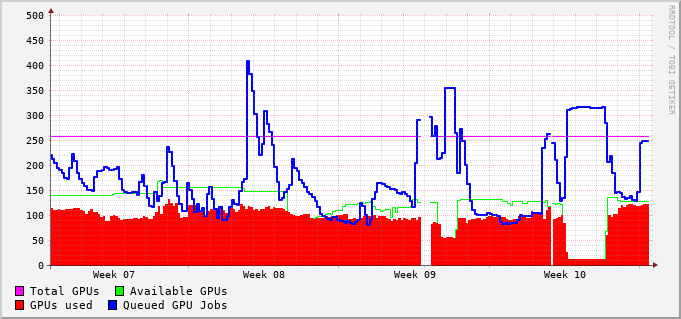 500
450
400
350
300
250
200
150
100
50
0
Week 07 Week 08 Week 09 Week 10
Total GPUs Available GPUs
GPUs used Queued GPU Jobs
RRDTOOL / TOBI OETIKER